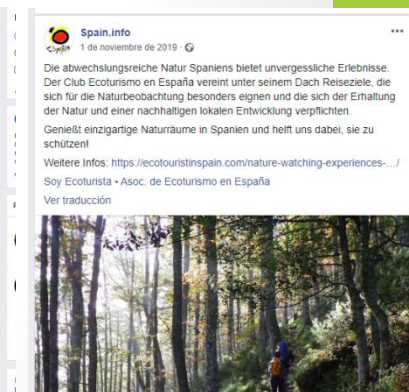 Spain.info
1 de noviembre de 2019 ·
Die abwechslungsreiche Natur Spaniens bietet unvergessliche Erlebnisse.
Der Club Ecoturismo en España vereint unter seinem Dach Reiseziele, die
sich für die Naturbeobachtung besonders eignen und die sich der Erhaltung
der Natur und einer nachhaltigen lokalen Entwicklung verpflichten.
Genießt einzigartige Naturräume in Spanien und helft uns dabei, sie zu
schützen!
Weitere Infos: https://ecotouristinspain.com/nature-watching-experiences-…/
Soy Ecoturista • Asoc. de Ecoturismo en España
Ver traducción